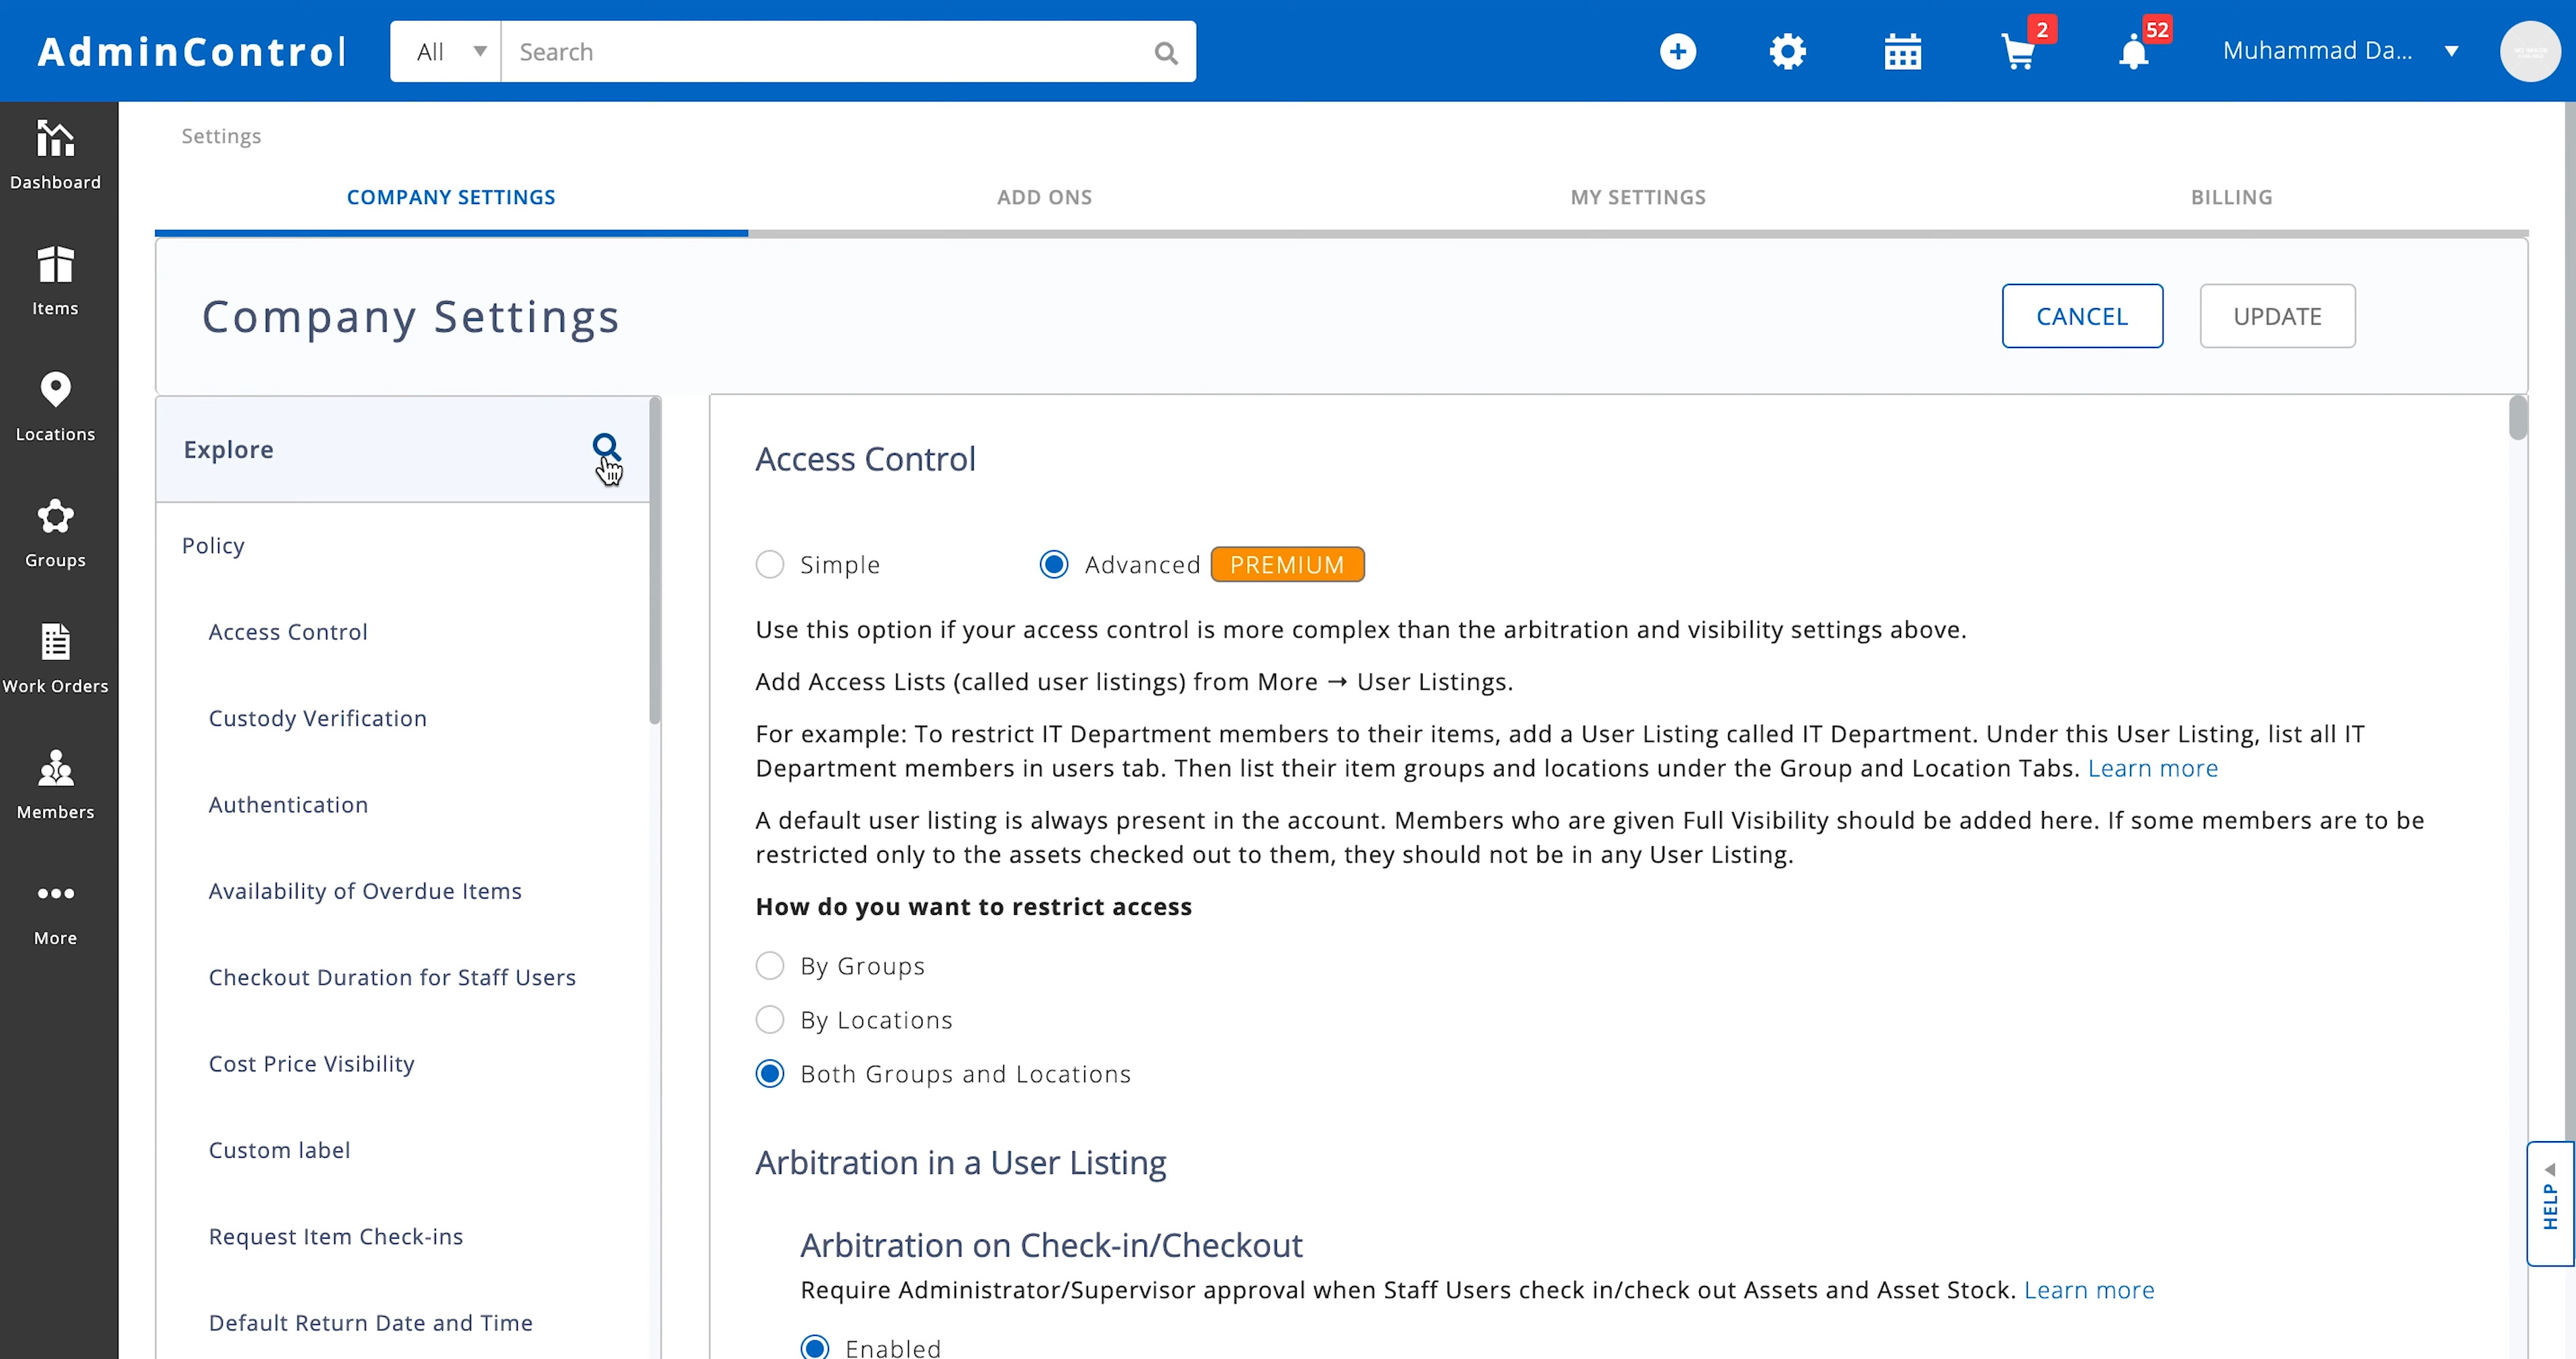 AdminControl
All
Search
2
52
Muhammad Da...
Dashboard
Items
Locations
Groups
Work Orders
Members
More
Settings
COMPANY SETTINGS
ADD ONS
MY SETTINGS
BILLING
Company Settings
CANCEL
UPDATE
Explore
Policy
Access Control
Custody Verification
Authentication
Availability of Overdue Items
Checkout Duration for Staff Users
Cost Price Visibility
Custom label
Request Item Check-ins
Default Return Date and Time
Access Control
Simple
Advanced PREMIUM
Use this option if your access control is more complex than the arbitration and visibility settings above.
Add Access Lists (called user listings) from More → User Listings.
For example: To restrict IT Department members to their items, add a User Listing called IT Department. Under this User Listing, list all IT
Department members in users tab. Then list their item groups and locations under the Group and Location Tabs. Learn more
A default user listing is always present in the account. Members who are given Full Visibility should be added here. If some members are to be
restricted only to the assets checked out to them, they should not be in any User Listing.
How do you want to restrict access
By Groups
By Locations
Both Groups and Locations
Arbitration in a User Listing
Arbitration on Check-in/Checkout
Require Administrator/Supervisor approval when Staff Users check in/check out Assets and Asset Stock. Learn more
Enabled
HELP